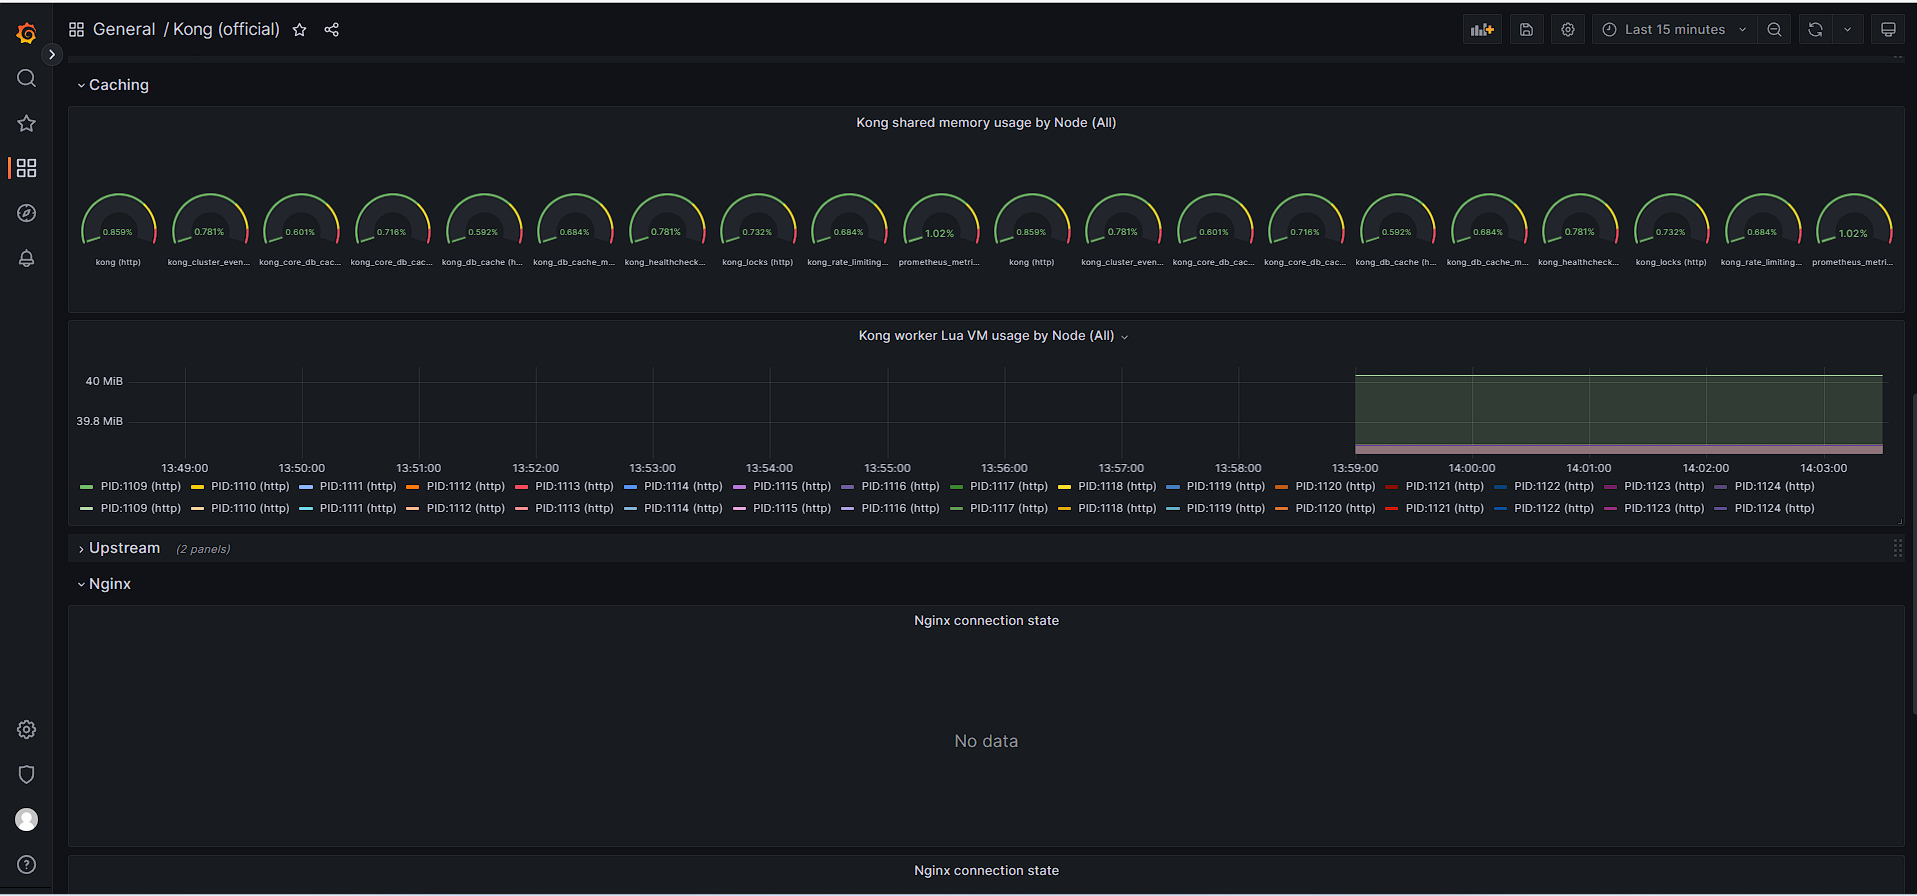 General / Kong (official)
Last 15 minutes
Caching
Kong shared memory usage by Node (All)
0.859% 0.781% 0.601% 0.716% 0.592% 0.684% 0.781% 0.732% 0.684% 1.02% 0.859% 0.781% 0.601% 0.716% 0.592% 0.684% 0.781% 0.732% 0.684% 1.02%
kong (http) kong_cluster_even... kong_core_db_cac... kong_core_db_cac... kong_db_cache (h... kong_db_cache_m... kong_healthcheck... kong_locks (http) kong_rate_limiting... prometheus_metri... kong (http) kong_cluster_even... kong_core_db_cac... kong_core_db_cac... kong_db_cache (h... kong_db_cache_m... kong_healthcheck... kong_locks (http) kong_rate_limiting... prometheus_metri...
Kong worker Lua VM usage by Node (All)
40 MiB
39.8 MiB
13:49:00 13:50:00 13:51:00 13:52:00 13:53:00 13:54:00 13:55:00 13:56:00 13:57:00 13:58:00 13:59:00 14:00:00 14:01:00 14:02:00 14:03:00
PID:1109 (http) PID:1110 (http) PID:1111 (http) PID:1112 (http) PID:1113 (http) PID:1114 (http) PID:1115 (http) PID:1116 (http) PID:1117 (http) PID:1118 (http) PID:1119 (http) PID:1120 (http) PID:1121 (http) PID:1122 (http) PID:1123 (http) PID:1124 (http)
PID:1109 (http) PID:1110 (http) PID:1111 (http) PID:1112 (http) PID:1113 (http) PID:1114 (http) PID:1115 (http) PID:1116 (http) PID:1117 (http) PID:1118 (http) PID:1119 (http) PID:1120 (http) PID:1121 (http) PID:1122 (http) PID:1123 (http) PID:1124 (http)
Upstream (2 panels)
Nginx
Nginx connection state
No data
Nginx connection state